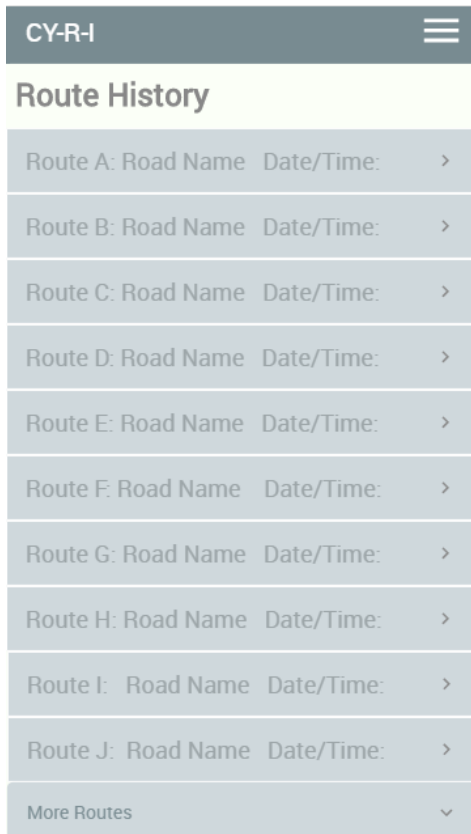 CY-R-I
Route History
Route A: Road Name Date/Time:
Route B: Road Name Date/Time:
Route C: Road Name Date/Time:
Route D: Road Name Date/Time:
Route E: Road Name Date/Time:
Route F: Road Name Date/Time:
Route G: Road Name Date/Time:
Route H: Road Name Date/Time:
Route I: Road Name Date/Time:
Route J: Road Name Date/Time:
More Routes